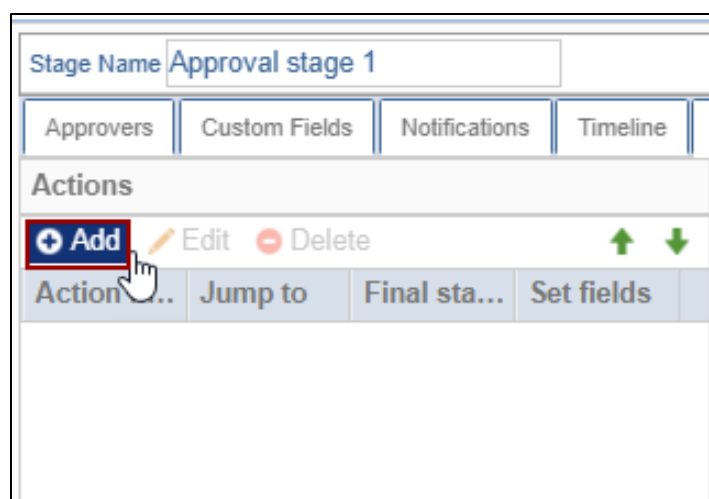 Stage Name Approval stage 1
Approvers Custom Fields Notifications Timeline
Actions
Add Edit Delete
Action ... Jump to Final sta... Set fields